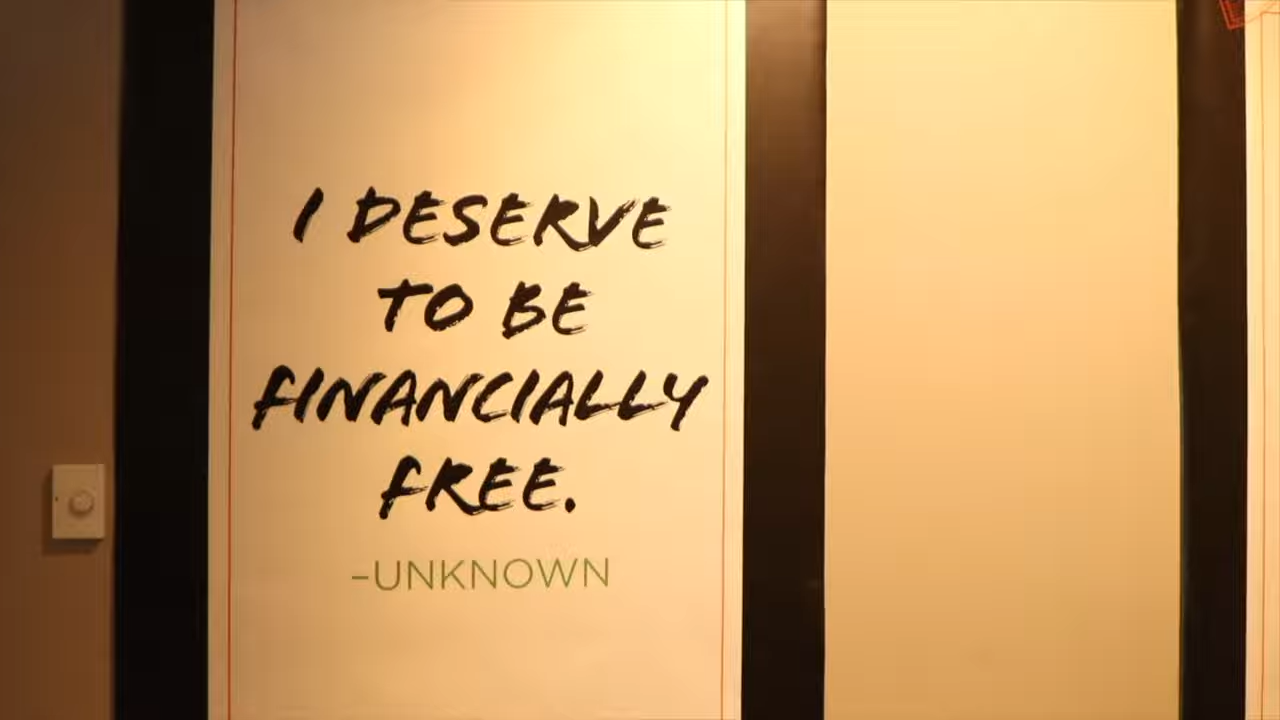 I DESERVE
TO BE
FINANCIALLY
FREE.
–UNKNOWN